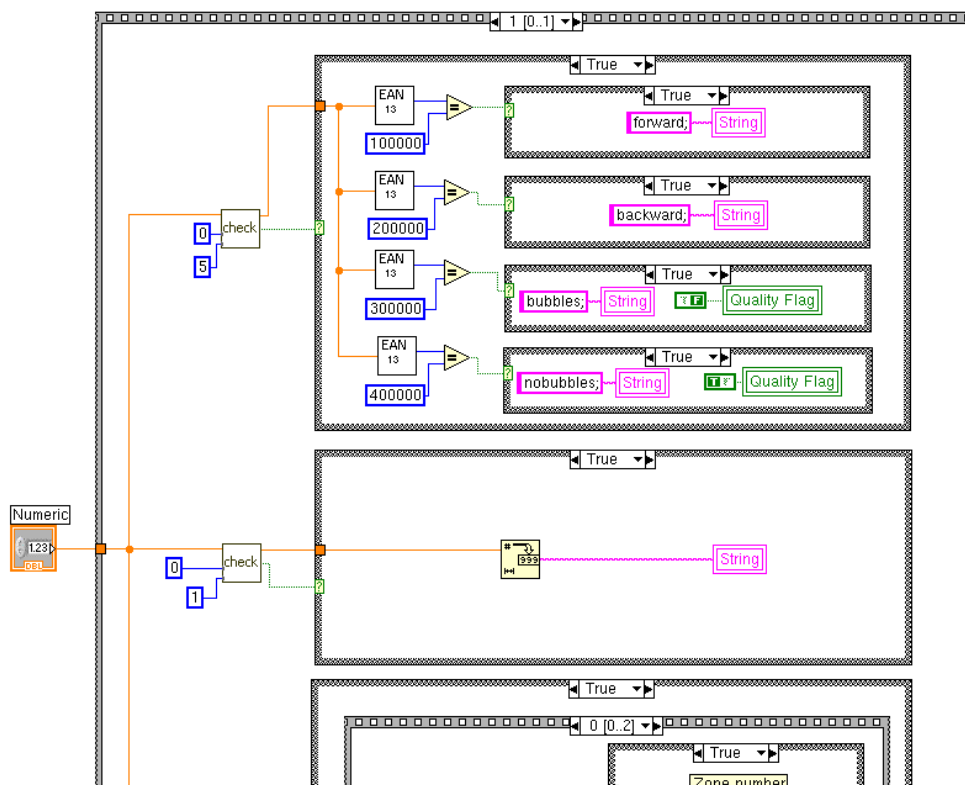 1 [0..1]
True
EAN
13
100000
=
True
forward;
String
EAN
13
200000
=
True
backward;
String
0
check
5
?
EAN
13
300000
=
True
bubbles;
String
F
Quality Flag
EAN
13
400000
=
True
nobubbles;
String
T
Quality Flag
True
Numeric
1.23
DBL
0
check
1
?
#
999
String
True
0 [0..2]
True
Zone number